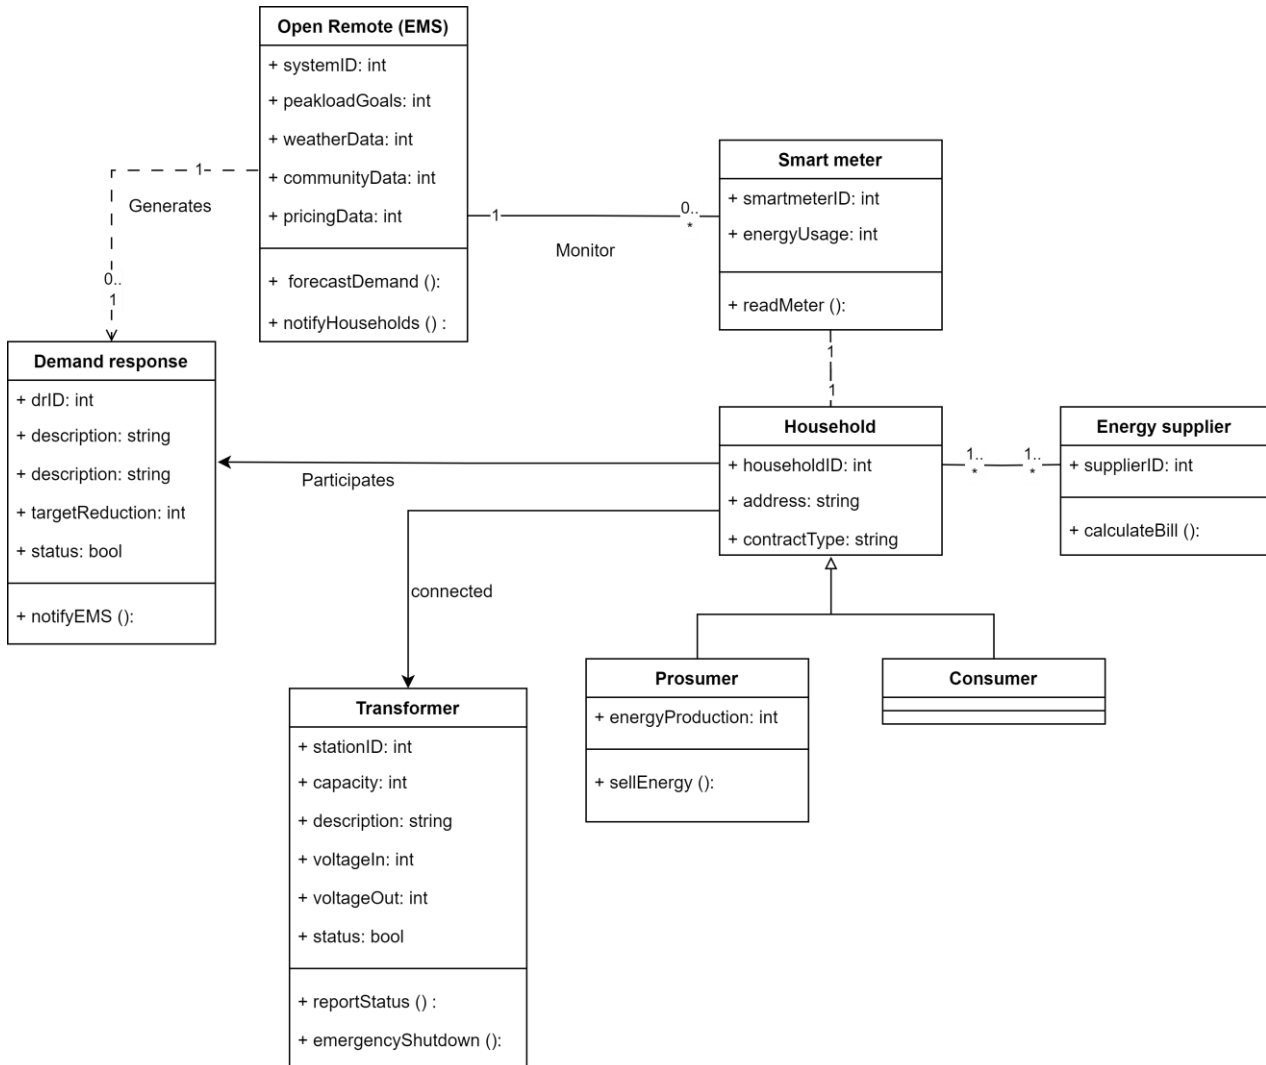 Open Remote (EMS)
+ systemID: int
+ peakloadGoals: int
+ weatherData: int
+ communityData: int
+ pricingData: int
+  forecastDemand ():
+ notifyHouseholds () :
1
Generates
0..
1
1
Monitor
0..
*
Smart meter
+ smartmeterID: int
+ energyUsage: int
+ readMeter ():
1
1
Demand response
+ drID: int
+ description: string
+ description: string
+ targetReduction: int
+ status: bool
+ notifyEMS ():
Participates
connected
Household
+ householdID: int
+ address: string
+ contractType: string
1..
*
1..
*
Energy supplier
+ supplierID: int
+ calculateBill ():
Prosumer
+ energyProduction: int
+ sellEnergy ():
Consumer
Transformer
+ stationID: int
+ capacity: int
+ description: string
+ voltageIn: int
+ voltageOut: int
+ status: bool
+ reportStatus () :
+ emergencyShutdown ():